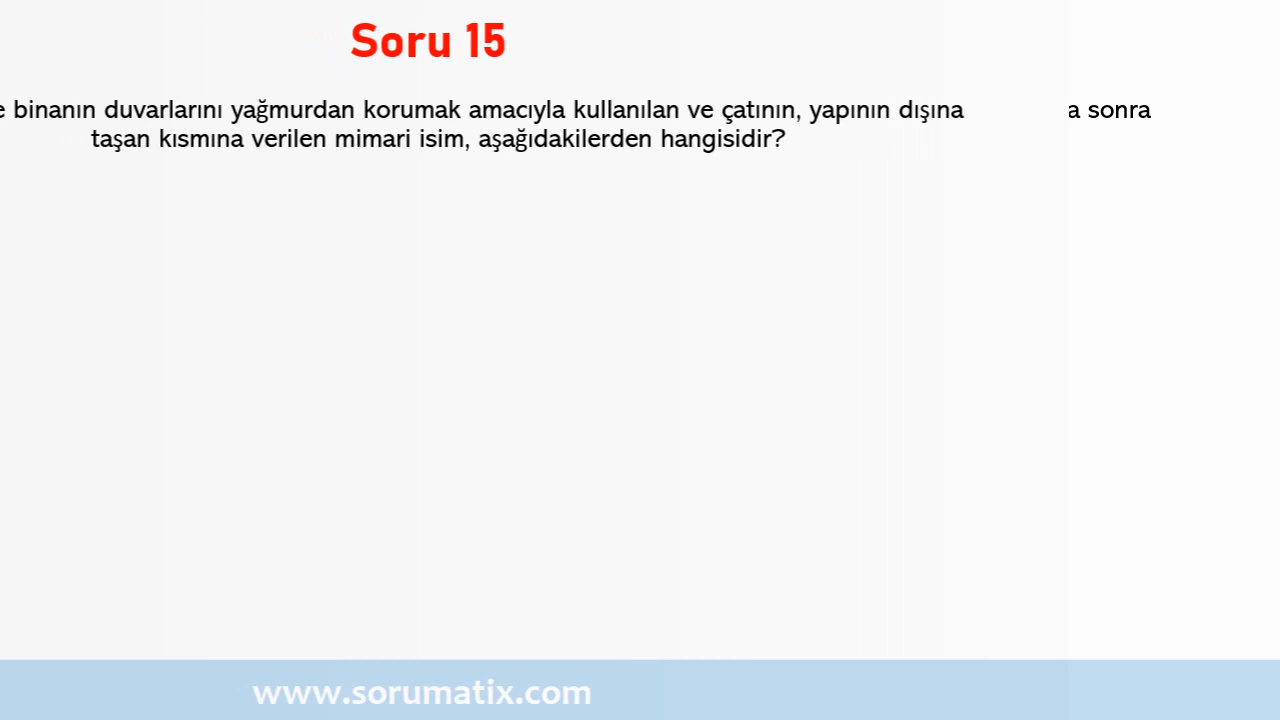 Soru 15
e binanın duvarlarını yağmurdan korumak amacıyla kullanılan ve çatının, yapının dışına
a sonra
taşan kısmına verilen mimari isim, aşağıdakilerden hangisidir?
www.sorumatix.com